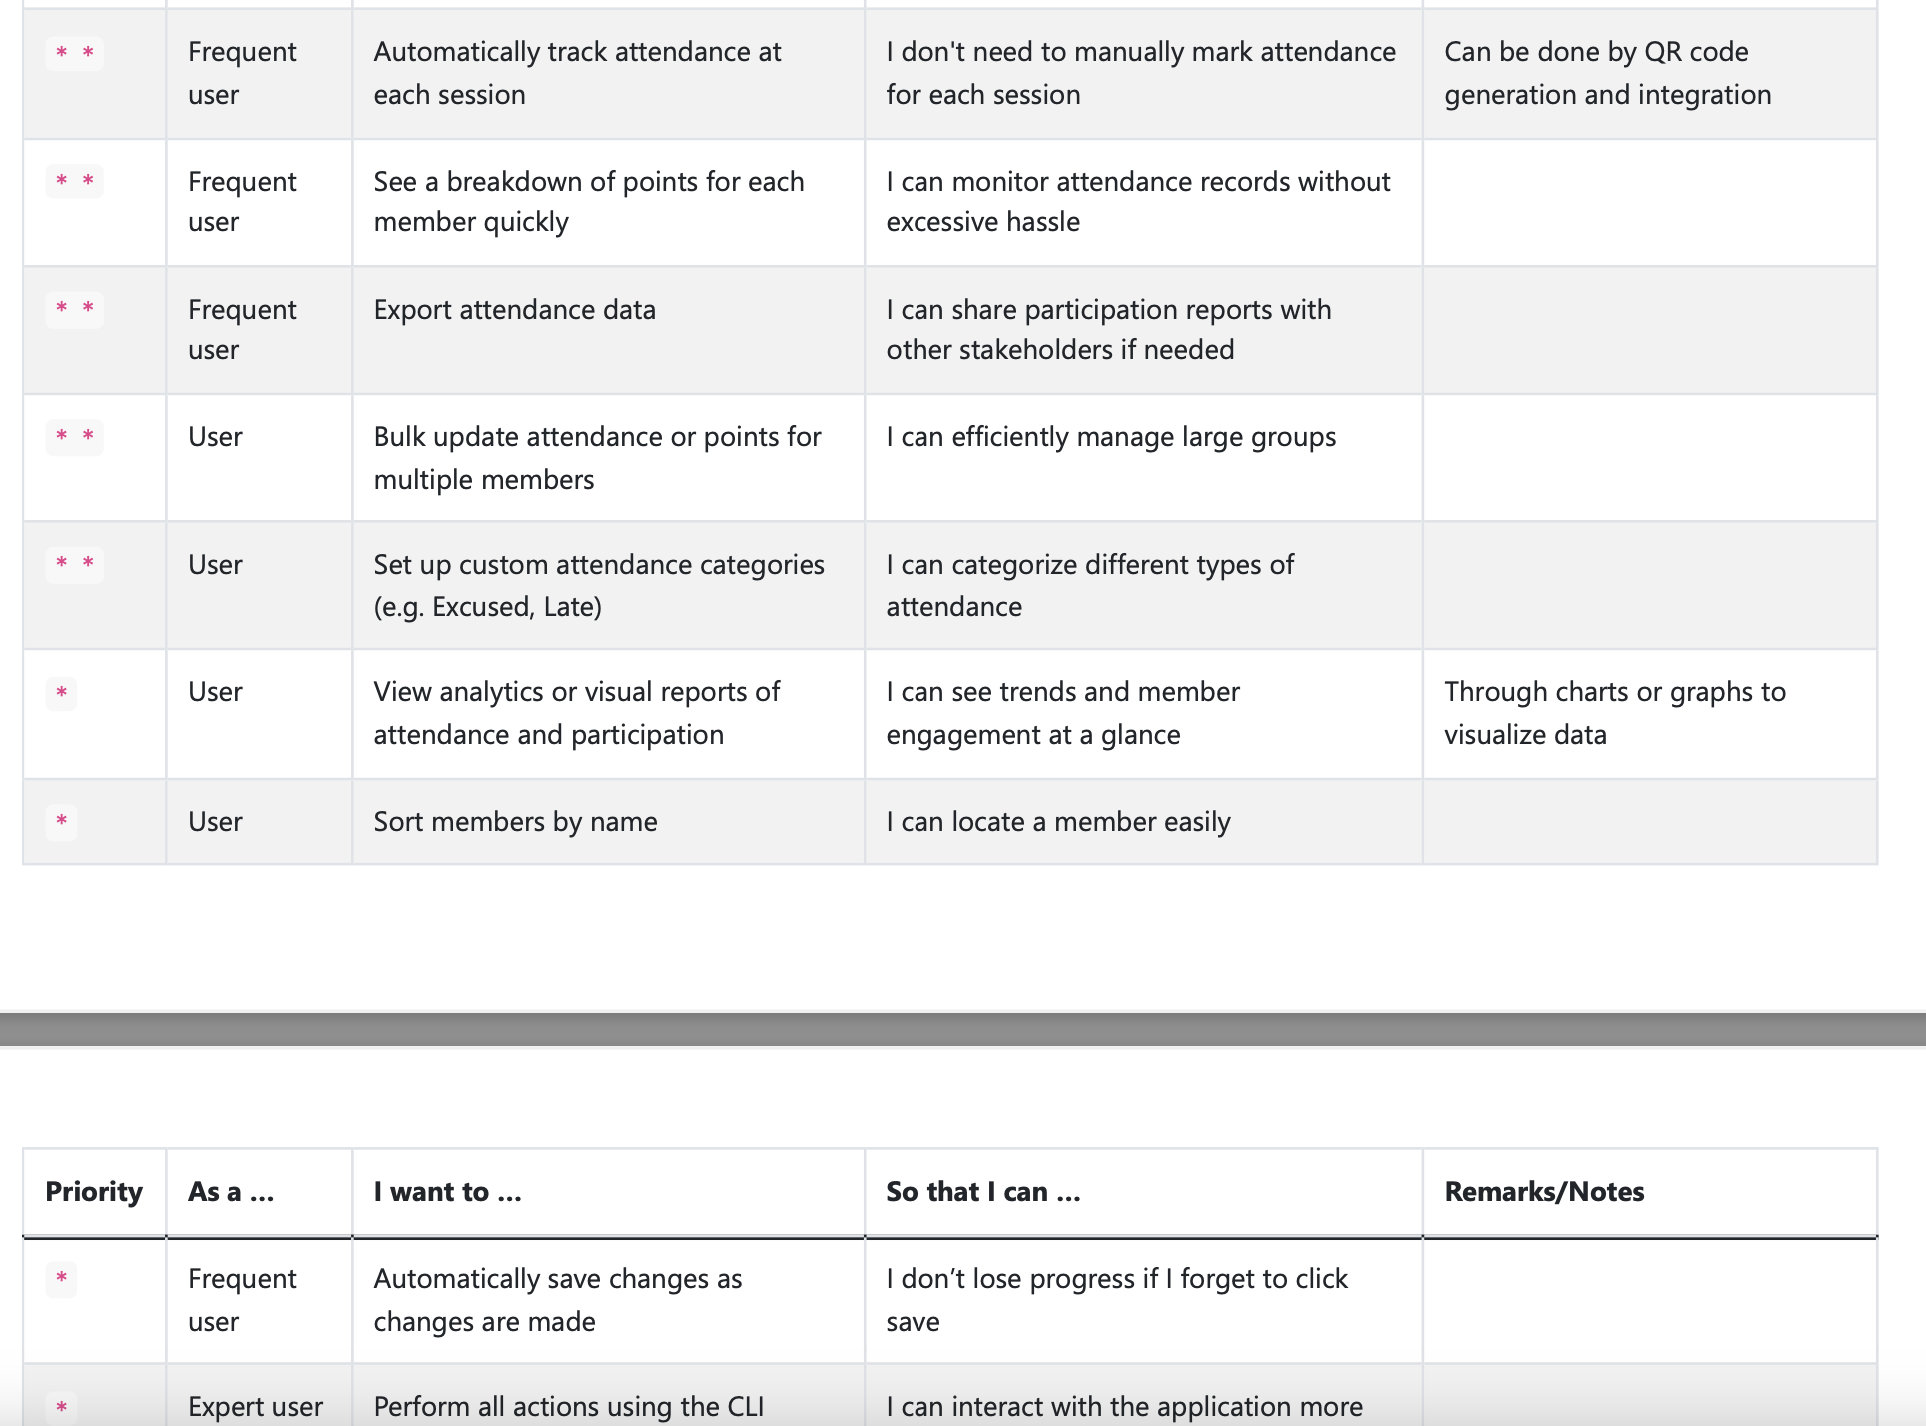 * * Frequent Automatically track attendance at I don't need to manually mark attendance Can be done by QR code
user each session for each session generation and integration
* * Frequent See a breakdown of points for each I can monitor attendance records without
user member quickly excessive hassle
* * Frequent Export attendance data I can share participation reports with
user other stakeholders if needed
* * User Bulk update attendance or points for I can efficiently manage large groups
multiple members
* * User Set up custom attendance categories I can categorize different types of
(e.g. Excused, Late) attendance
* User View analytics or visual reports of I can see trends and member Through charts or graphs to
attendance and participation engagement at a glance visualize data
* User Sort members by name I can locate a member easily
Priority As a ... I want to ... So that I can ... Remarks/Notes
* Frequent Automatically save changes as I don’t lose progress if I forget to click
user changes are made save
* Expert user Perform all actions using the CLI I can interact with the application more